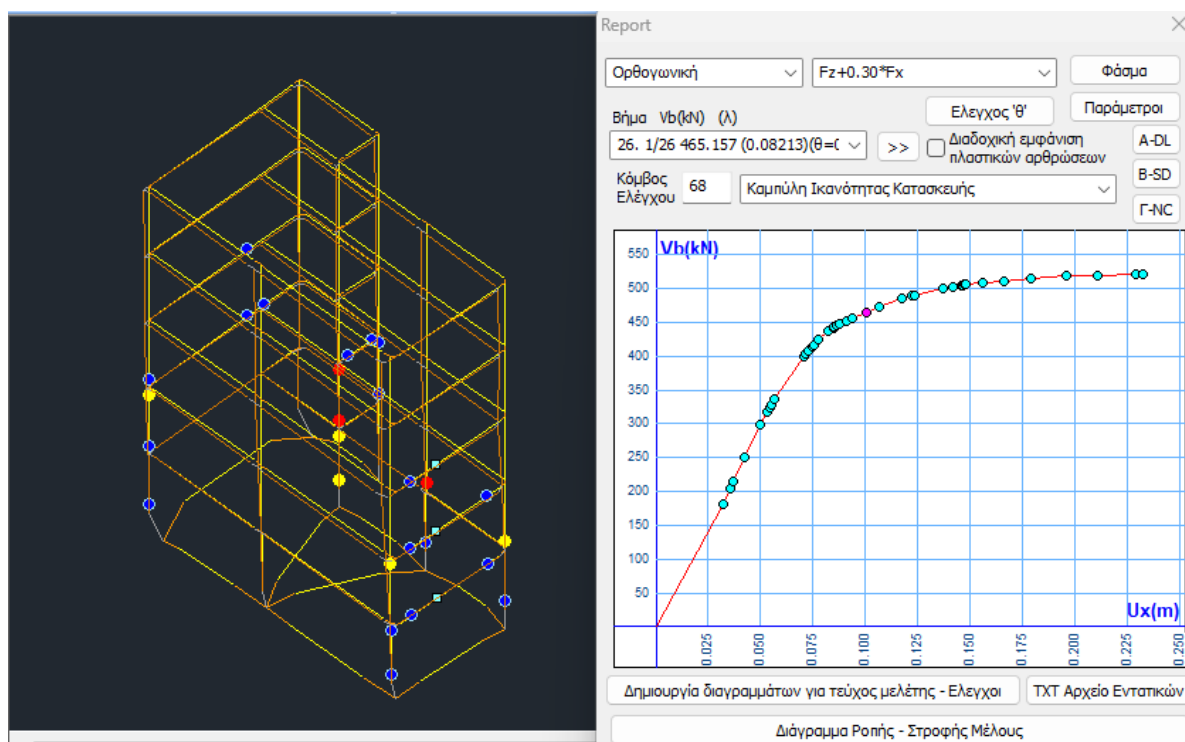 Report
Ορθογωνική
Fz+0.30*Fx
Φάσμα
Ελεγχος 'θ'
Παράμετροι
Βήμα Vb(kN) (λ)
26. 1/26 465.157 (0.08213)(θ=0
>>
Διαδοχική εμφάνιση
πλαστικών αρθρώσεων
A-DL
Κόμβος
Ελέγχου
68
Καμπύλη Ικανότητας Κατασκευής
B-SD
Γ-NC
Vb(kN)
550
500
450
400
350
300
250
200
150
100
50
Ux(m)
0.025
0.050
0.075
0.100
0.125
0.150
0.175
0.200
0.225
0.250
Δημιουργία διαγραμμάτων για τεύχος μελέτης - Ελεγχοι
TXT Αρχείο Εντατικών
Διάγραμμα Ροπής - Στροφής Μέλους